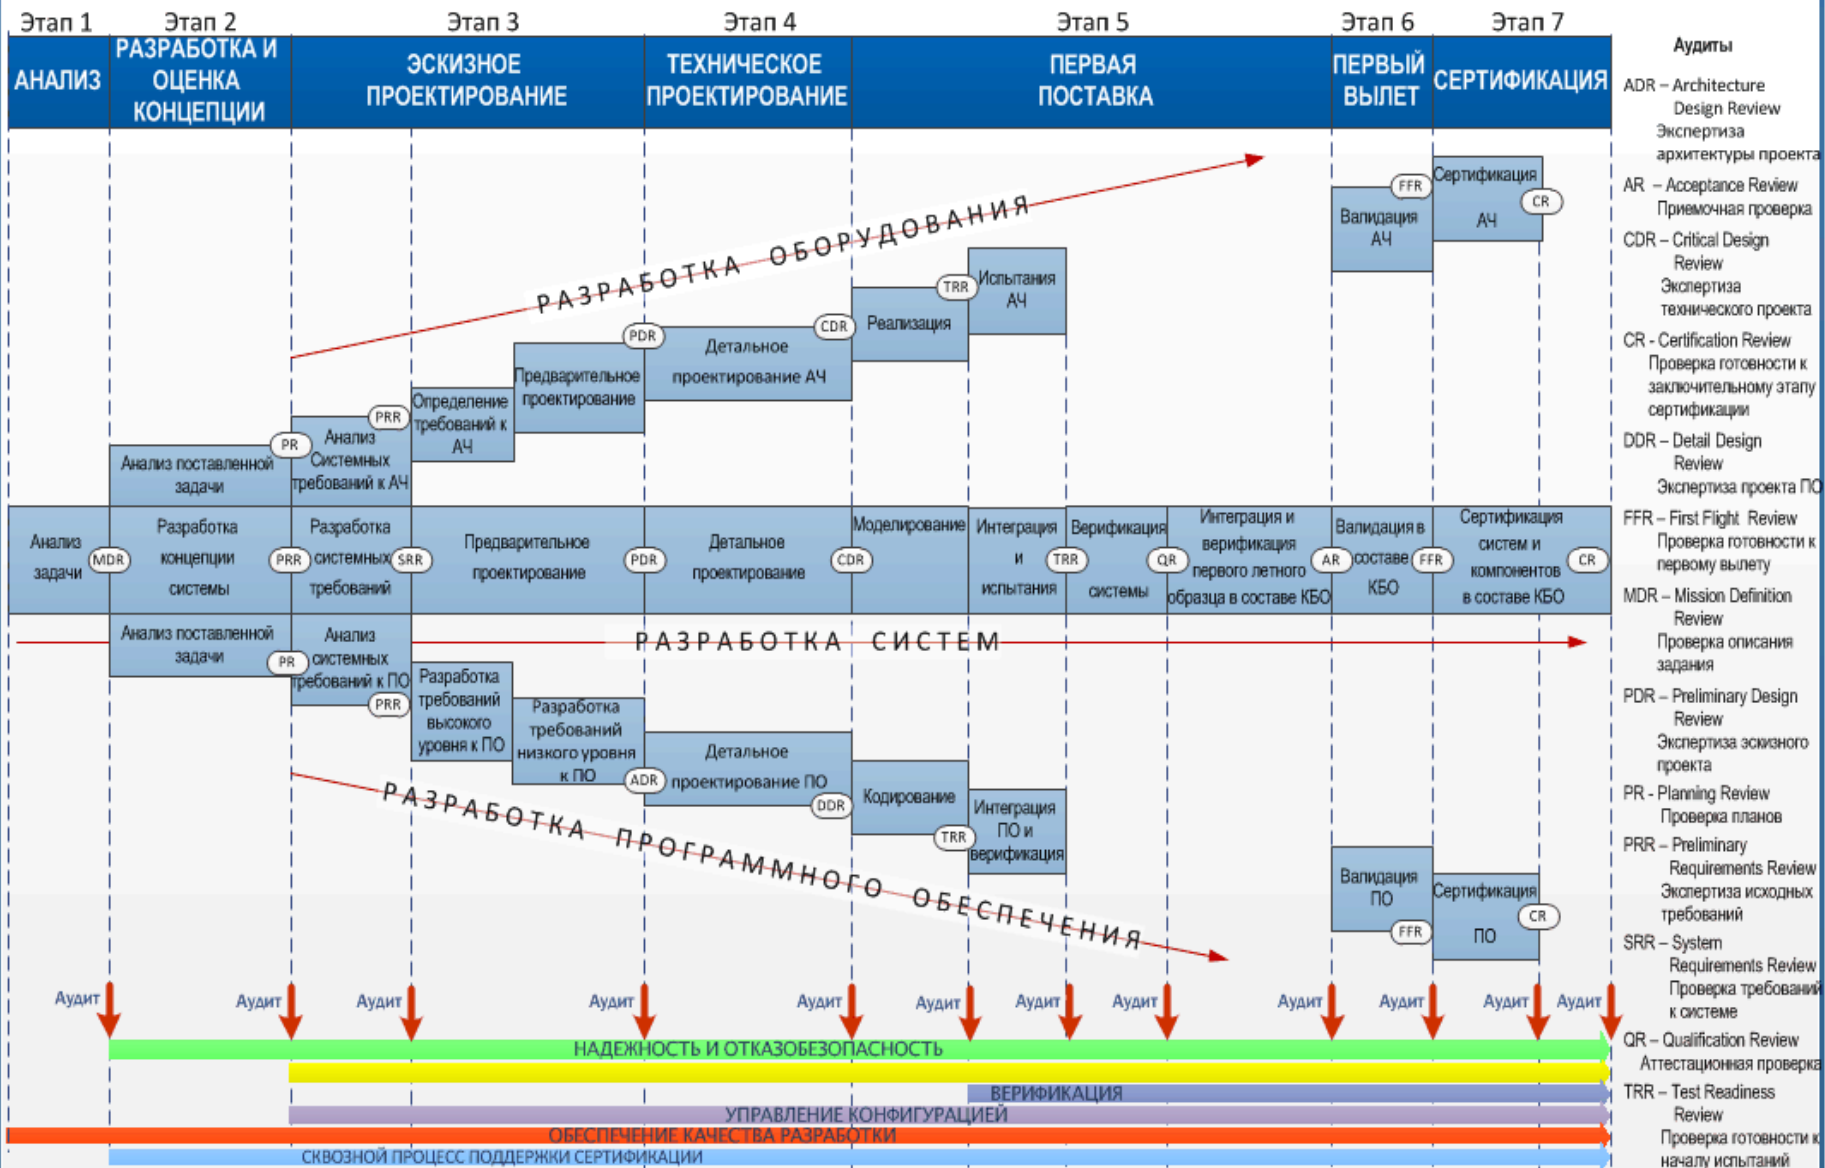 Этап 1
Этап 2
Этап 3
Этап 4
Этап 5
Этап 6
Этап 7
АНАЛИЗ
РАЗРАБОТКА И
ОЦЕНКА
КОНЦЕПЦИИ
ЭСКИЗНОЕ
ПРОЕКТИРОВАНИЕ
ТЕХНИЧЕСКОЕ
ПРОЕКТИРОВАНИЕ
ПЕРВАЯ
ПОСТАВКА
ПЕРВЫЙ
ВЫЛЕТ
СЕРТИФИКАЦИЯ
РАЗРАБОТКА ОБОРУДОВАНИЯ
Анализ поставленной
задачи
PR
Анализ
Системных
требований к АЧ
PRR
Определение
требований к
АЧ
Предварительное
проектирование
PDR
Детальное
проектирование АЧ
CDR
Реализация
TRR
Испытания
АЧ
Валидация
АЧ
FFR
Сертификация
АЧ
CR
Анализ
задачи
MDR
Разработка
концепции
системы
PRR
Разработка
системных
требований
SRR
Предварительное
проектирование
PDR
Детальное
проектирование
CDR
Моделирование
Интеграция
и
испытания
TRR
Верификация
системы
QR
Интеграция и
верификация
первого летного
образца в составе КБО
AR
Валидация в
составе
КБО
FFR
Сертификация
систем и
компонентов
в составе КБО
CR
РАЗРАБОТКА СИСТЕМ
Анализ поставленной
задачи
PR
Анализ
системных
требований к ПО
PRR
Разработка
требований
высокого
уровня к ПО
Разработка
требований
низкого уровня
к ПО
ADR
Детальное
проектирование ПО
DDR
Кодирование
TRR
Интеграция
ПО и
верификация
Валидация
ПО
FFR
Сертификация
ПО
CR
РАЗРАБОТКА ПРОГРАММНОГО ОБЕСПЕЧЕНИЯ
Аудит
Аудит
Аудит
Аудит
Аудит
Аудит
Аудит
Аудит
Аудит
Аудит
Аудит
Аудит
НАДЕЖНОСТЬ И ОТКАЗОБЕЗОПАСНОСТЬ
ВЕРИФИКАЦИЯ
УПРАВЛЕНИЕ КОНФИГУРАЦИЕЙ
ОБЕСПЕЧЕНИЕ КАЧЕСТВА РАЗРАБОТКИ
СКВОЗНОЙ ПРОЦЕСС ПОДДЕРЖКИ СЕРТИФИКАЦИИ
Аудиты
ADR – Architecture
Design Review
Экспертиза
архитектуры проекта
AR – Acceptance Review
Приемочная проверка
CDR – Critical Design
Review
Экспертиза
технического проекта
CR - Certification Review
Проверка готовности к
заключительному этапу
сертификации
DDR – Detail Design
Review
Экспертиза проекта ПО
FFR – First Flight Review
Проверка готовности к
первому вылету
MDR – Mission Definition
Review
Проверка описания
задания
PDR – Preliminary Design
Review
Экспертиза эскизного
проекта
PR - Planning Review
Проверка планов
PRR – Preliminary
Requirements Review
Экспертиза исходных
требований
SRR – System
Requirements Review
Проверка требований
к системе
QR – Qualification Review
Аттестационная проверка
TRR – Test Readiness
Review
Проверка готовности к
началу испытаний